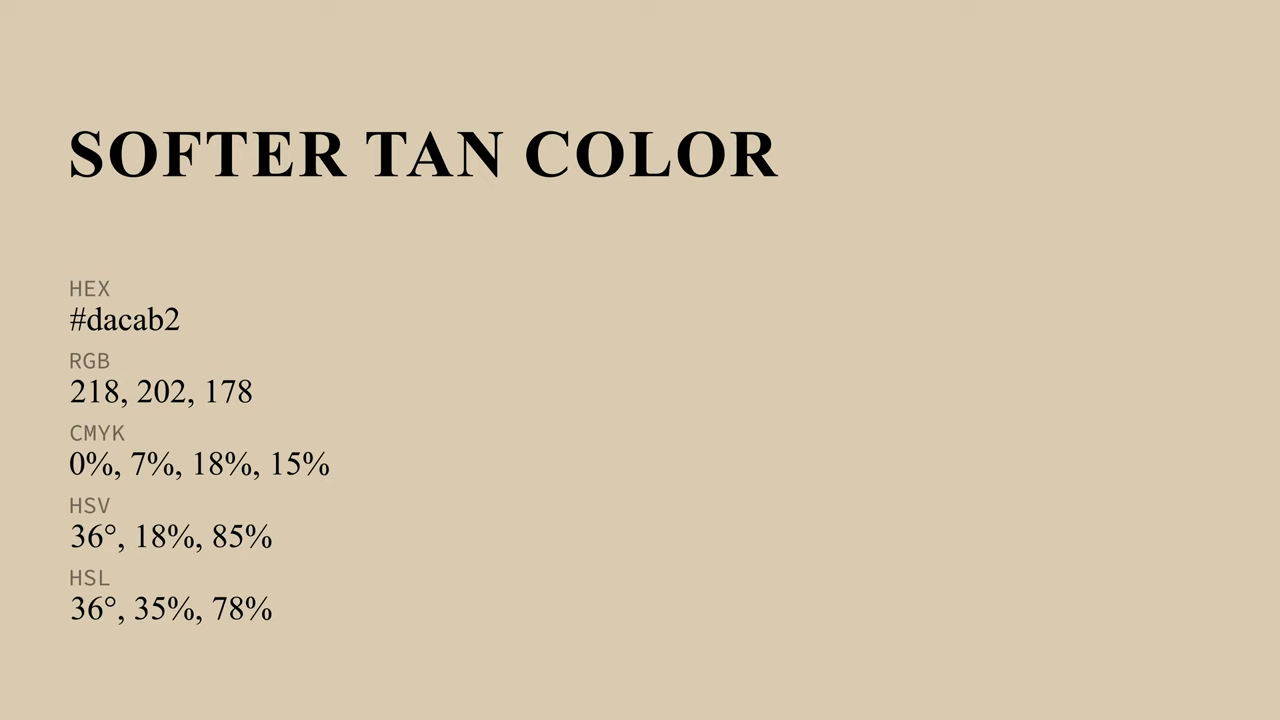 SOFTER TAN COLOR
HEX
#dacab2
RGB
218, 202, 178
CMYK
0%, 7%, 18%, 15%
HSV
36°, 18%, 85%
HSL
36°, 35%, 78%